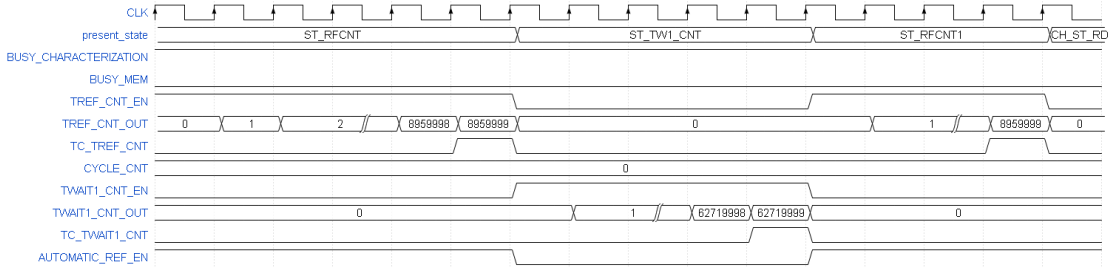 CLK
present_state ST_RFCNT ST_TW1_CNT ST_RFCNT1 CH_ST_RD
BUSY_CHARACTERIZATION
BUSY_MEM
TREF_CNT_EN
TREF_CNT_OUT 0 1 2 8959998 8959999 0 1 8959999 0
TC_TREF_CNT
CYCLE_CNT 0
TWAIT1_CNT_EN
TWAIT1_CNT_OUT 0 1 62719998 62719999 0
TC_TWAIT1_CNT
AUTOMATIC_REF_EN